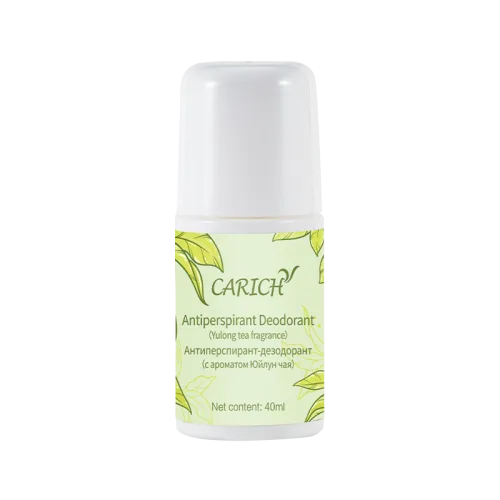 CARICH
Antiperspirant Deodorant
(Yulong tea fragrance)
Антиперспирант-дезодорант
(с ароматом Юйлун чая)
Net content: 40ml